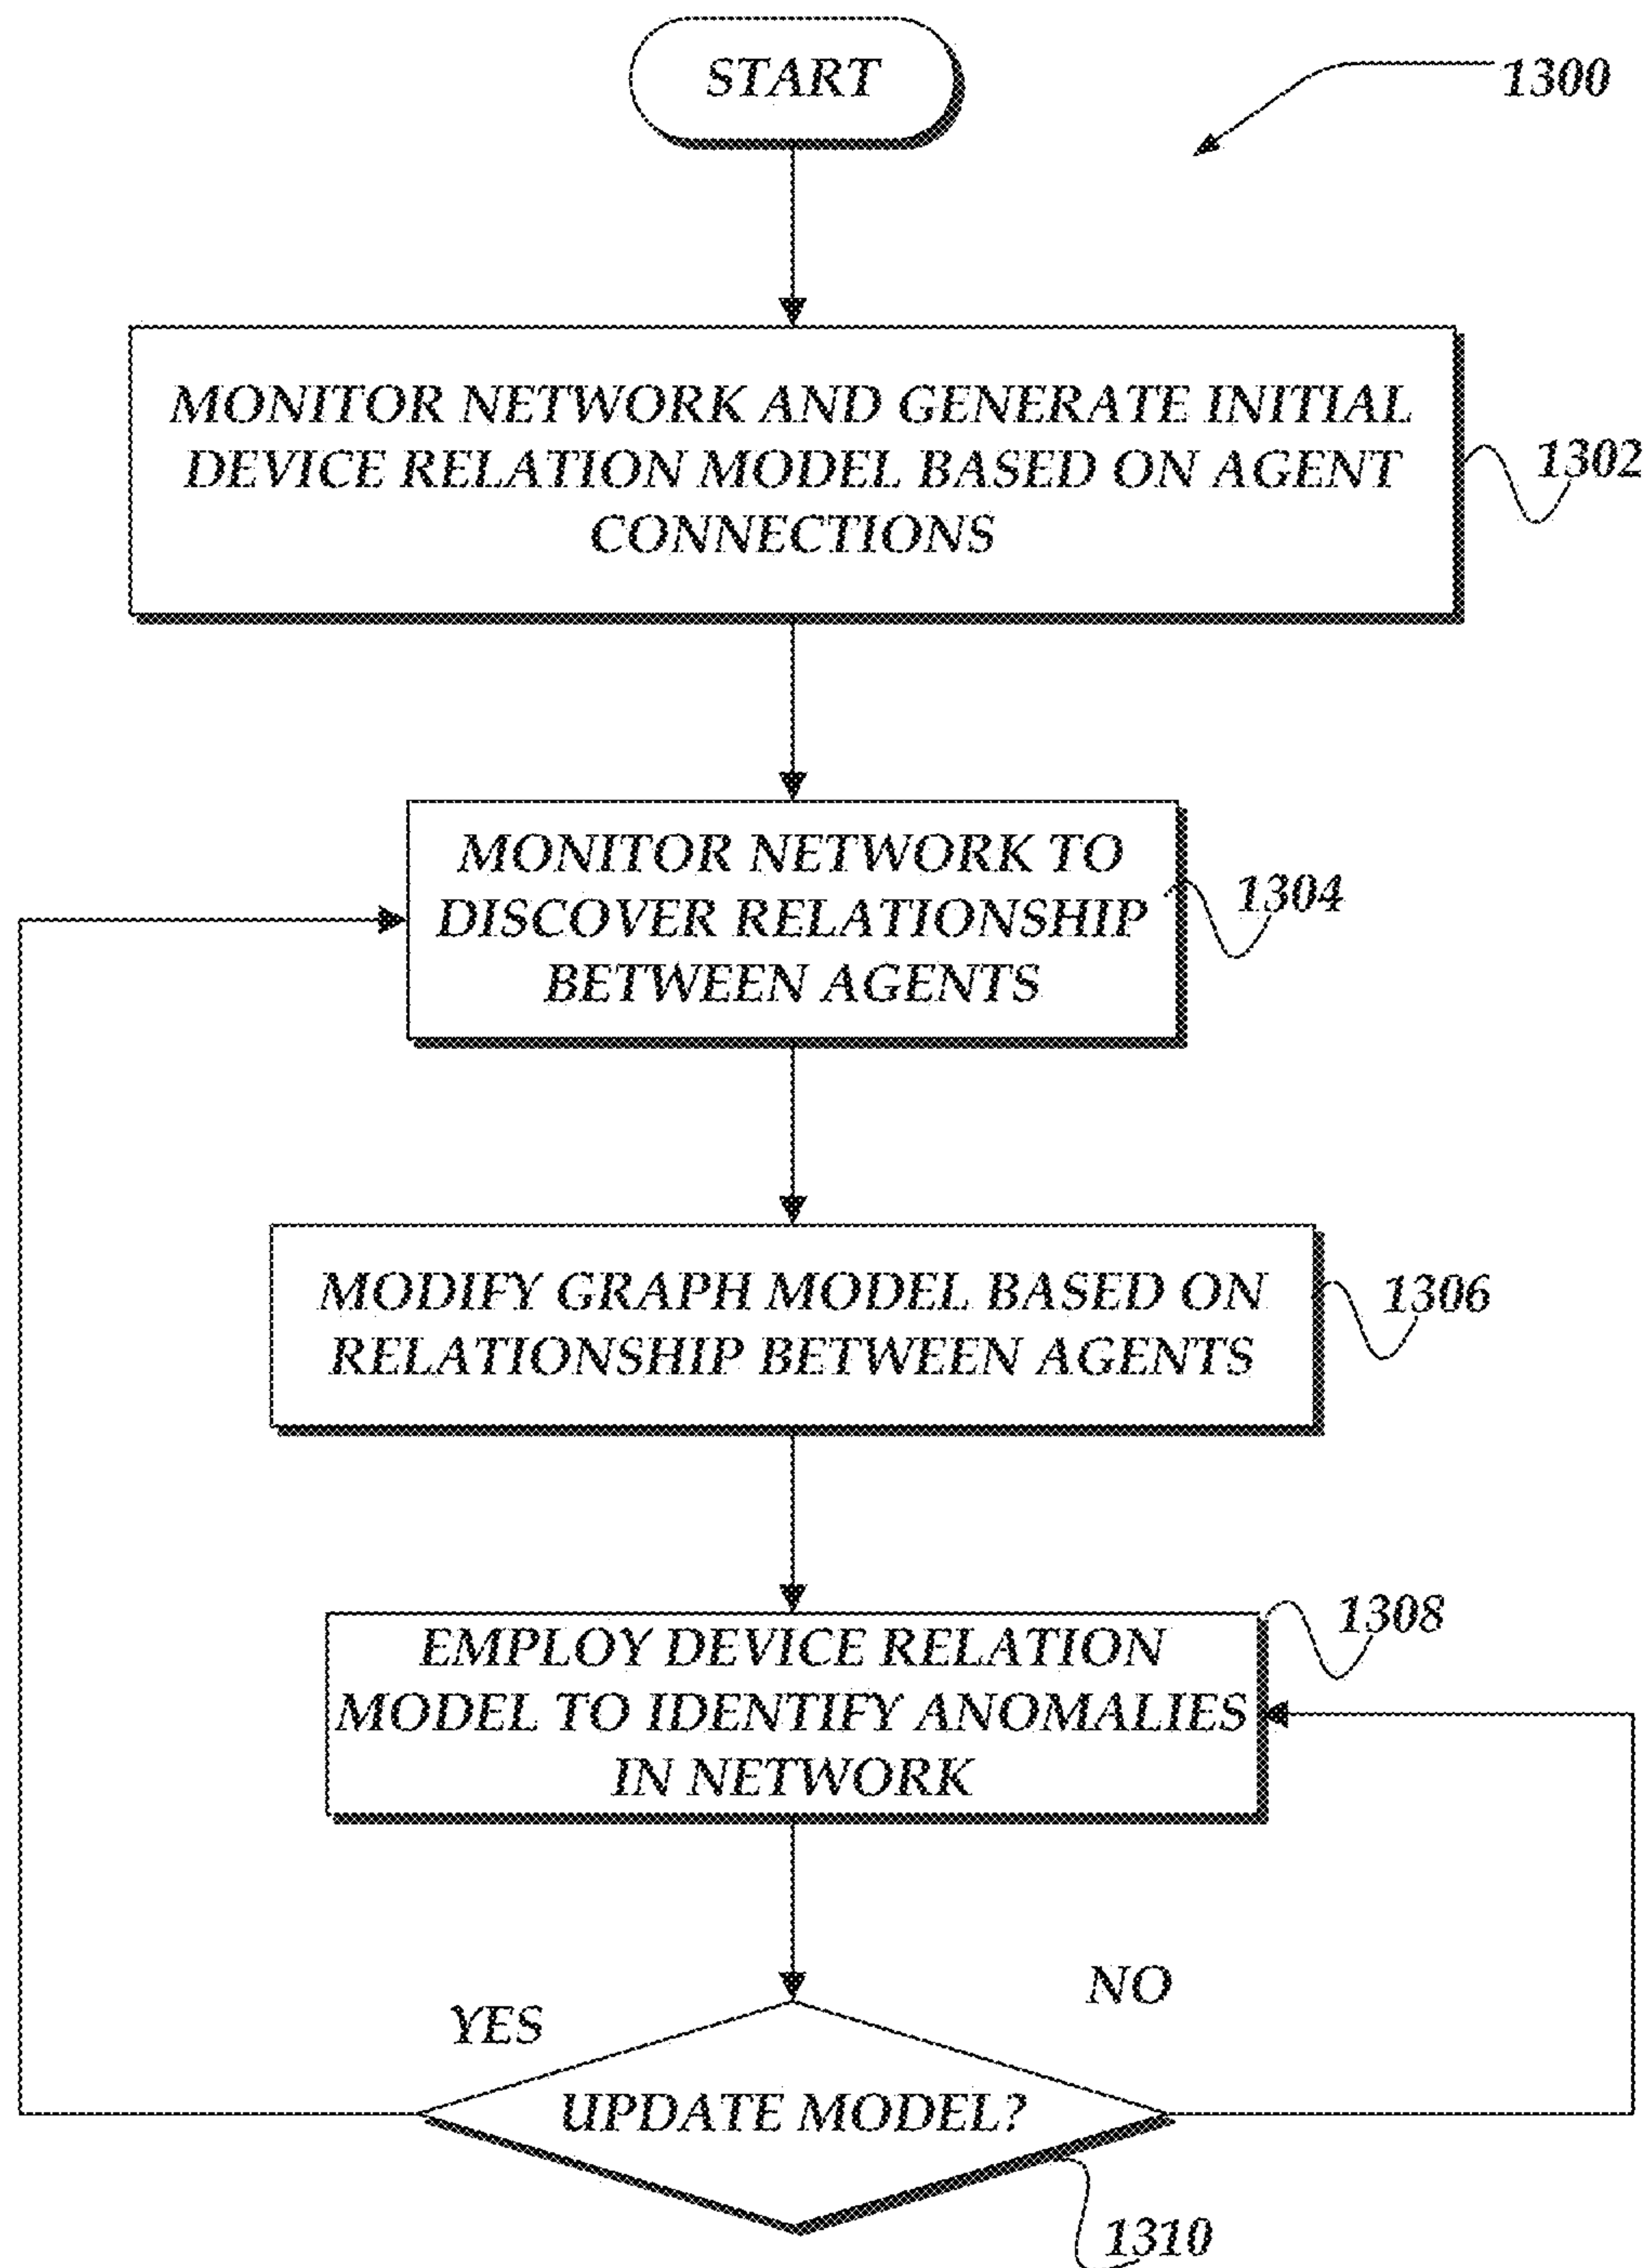 START
1300
MONITOR NETWORK AND GENERATE INITIAL
DEVICE RELATION MODEL BASED ON AGENT
CONNECTIONS
1302
MONITOR NETWORK TO
DISCOVER RELATIONSHIP
BETWEEN AGENTS
1304
MODIFY GRAPH MODEL BASED ON
RELATIONSHIP BETWEEN AGENTS
1306
EMPLOY DEVICE RELATION
MODEL TO IDENTIFY ANOMALIES
IN NETWORK
1308
YES
NO
UPDATE MODEL?
1310